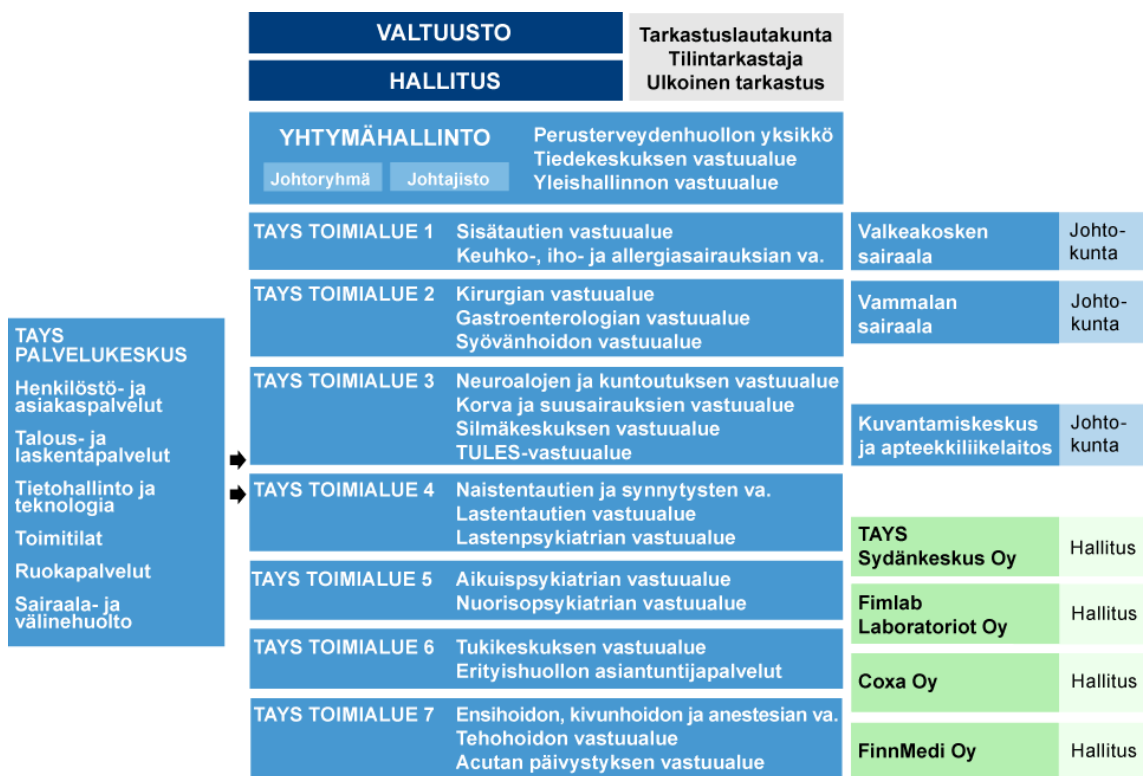 VALTUUSTO
HALLITUS
Tarkastuslautakunta
Tilintarkastaja
Ulkoinen tarkastus
YHTYMÄHALLINTO
Johtoryhmä
Johtajisto
Perusterveydenhuollon yksikkö
Tiedekeskuksen vastuualue
Yleishallinnon vastuualue
TAYS PALVELUKESKUS
Henkilöstö- ja
asiakaspalvelut
Talous- ja
laskentapalvelut
Tietohallinto ja
teknologia
Toimitilat
Ruokapalvelut
Sairaala- ja
välinehuolto
TAYS TOIMIALUE 1
Sisätautien vastuualue
Keuhko-, iho- ja allergiasairauksian va.
TAYS TOIMIALUE 2
Kirurgian vastuualue
Gastroenterologian vastuualue
Syövänhoidon vastuualue
TAYS TOIMIALUE 3
Neuroalojen ja kuntoutuksen vastuualue
Korva ja suusairauksien vastuualue
Silmäkeskuksen vastuualue
TULES-vastuualue
TAYS TOIMIALUE 4
Naistentautien ja synnytysten va.
Lastentautien vastuualue
Lastenpsykiatrian vastuualue
TAYS TOIMIALUE 5
Aikuispsykiatrian vastuualue
Nuorisopsykiatrian vastuualue
TAYS TOIMIALUE 6
Tukikeskuksen vastuualue
Erityishuollon asiantuntijapalvelut
TAYS TOIMIALUE 7
Ensihoidon, kivunhoidon ja anestesian va.
Tehohoidon vastuualue
Acutan päivystyksen vastuualue
Valkeakosken
sairaala
Johto-
kunta
Vammalan
sairaala
Johto-
kunta
Kuvantamiskeskus
ja apteekkiliikelaitos
Johto-
kunta
TAYS
Sydänkeskus Oy
Hallitus
Fimlab
Laboratoriot Oy
Hallitus
Coxa Oy
Hallitus
FinnMedi Oy
Hallitus